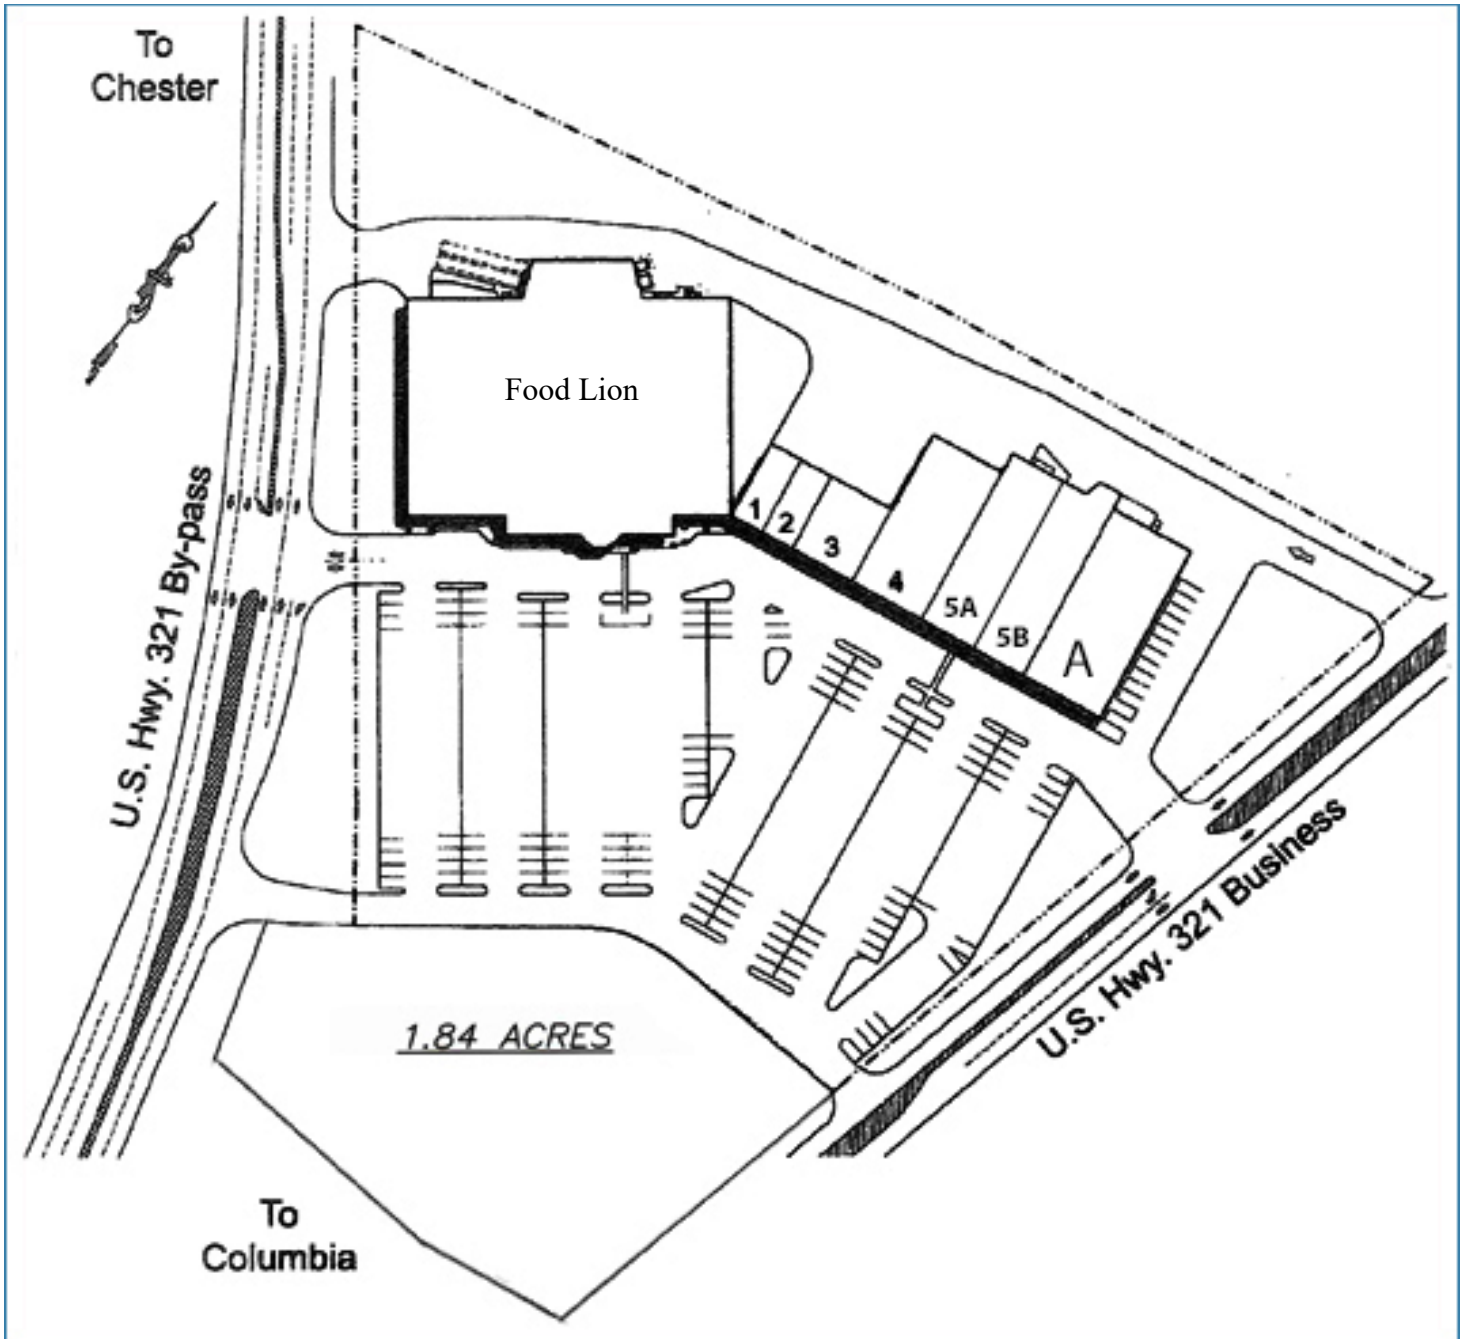 To
Chester
U.S. Hwy. 321 By-pass
Food Lion
1
2
3
4
5A
5B
A
U.S. Hwy. 321 Business
1.84 ACRES
To
Columbia